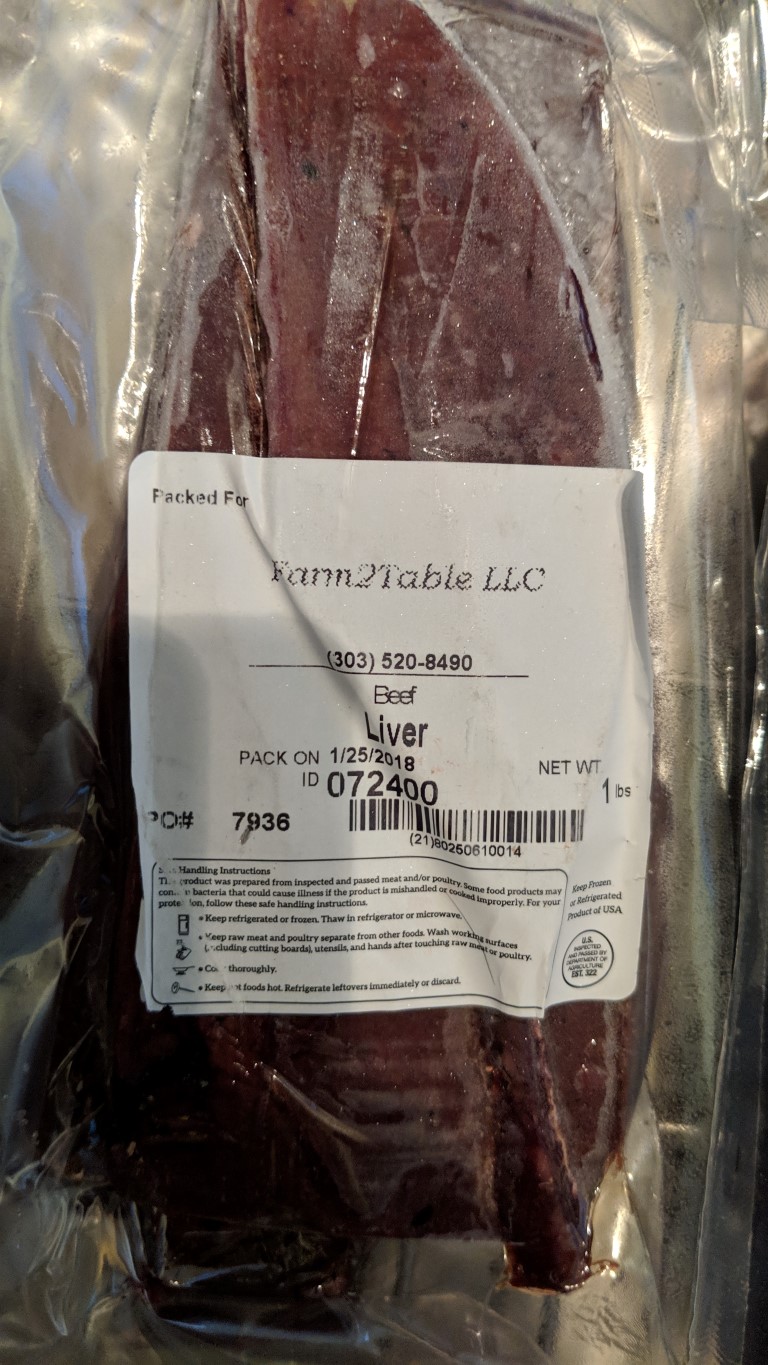 Packed For
Farm2Table LLC
(303) 520-8490
Beef
Liver
PACK ON 1/25/2018
ID 072400
NET WT.
1 lbs
PO# 7936
(21)80250610014
Handling Instructions
product was prepared from inspected and passed meat and/or poultry. Some food products may
bacteria that could cause illness if the product is mishandled or cooked improperly. For your
follow these safe handling instructions.
• Keep refrigerated or frozen. Thaw in refrigerator or microwave.
• Keep raw meat and poultry separate from other foods. Wash working surfaces
(including cutting boards), utensils, and hands after touching raw meat or poultry.
• thoroughly.
• Keep foods hot. Refrigerate leftovers immediately or discard.
Keep Frozen
or Refrigerated
Product of USA
U.S.
INSPECTED
AND PASSED BY
DEPARTMENT OF
AGRICULTURE
EST. 322